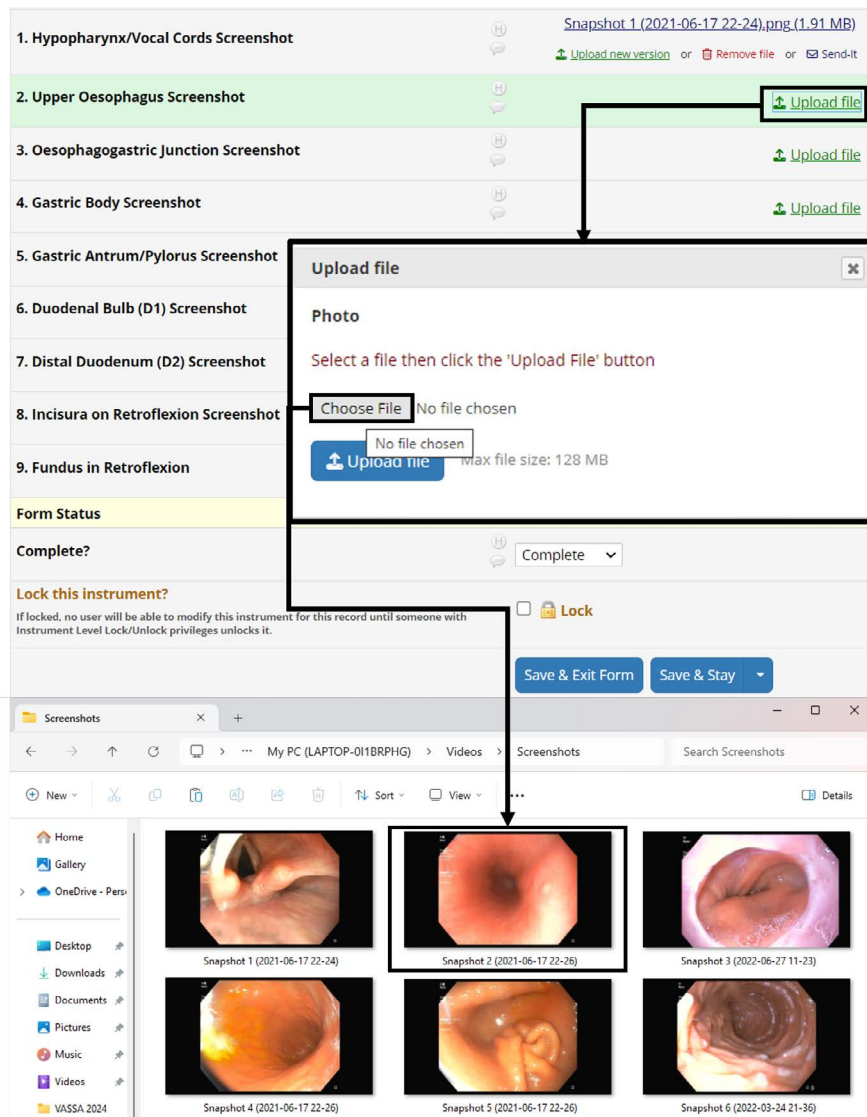 1. Hypopharynx/Vocal Cords Screenshot
H
Snapshot 1 (2021-06-17 22-24).png (1.91 MB)
Upload new version or Remove file or Send-It
2. Upper Oesophagus Screenshot
H
Upload file
3. Oesophagogastric Junction Screenshot
H
Upload file
4. Gastric Body Screenshot
H
Upload file
5. Gastric Antrum/Pylorus Screenshot
6. Duodenal Bulb (D1) Screenshot
7. Distal Duodenum (D2) Screenshot
8. Incisura on Retroflexion Screenshot
9. Fundus in Retroflexion
Upload file
Photo
Select a file then click the 'Upload File' button
Choose File No file chosen
No file chosen
Upload file Max file size: 128 MB
Form Status
Complete?
H
Complete
Lock this instrument?
If locked, no user will be able to modify this instrument for this record until someone with
Instrument Level Lock/Unlock privileges unlocks it.
Lock
Save & Exit Form
Save & Stay
Screenshots
My PC (LAPTOP-0I1BRPHG) > Videos > Screenshots
Search Screenshots
New
Sort
View
Details
Home
Gallery
OneDrive - Pers
Desktop
Downloads
Documents
Pictures
Music
Videos
VASSA 2024
Snapshot 1 (2021-06-17 22-24)
Snapshot 2 (2021-06-17 22-26)
Snapshot 3 (2022-06-27 11-23)
Snapshot 4 (2021-06-17 22-26)
Snapshot 5 (2021-06-17 22-26)
Snapshot 6 (2022-03-24 21-36)